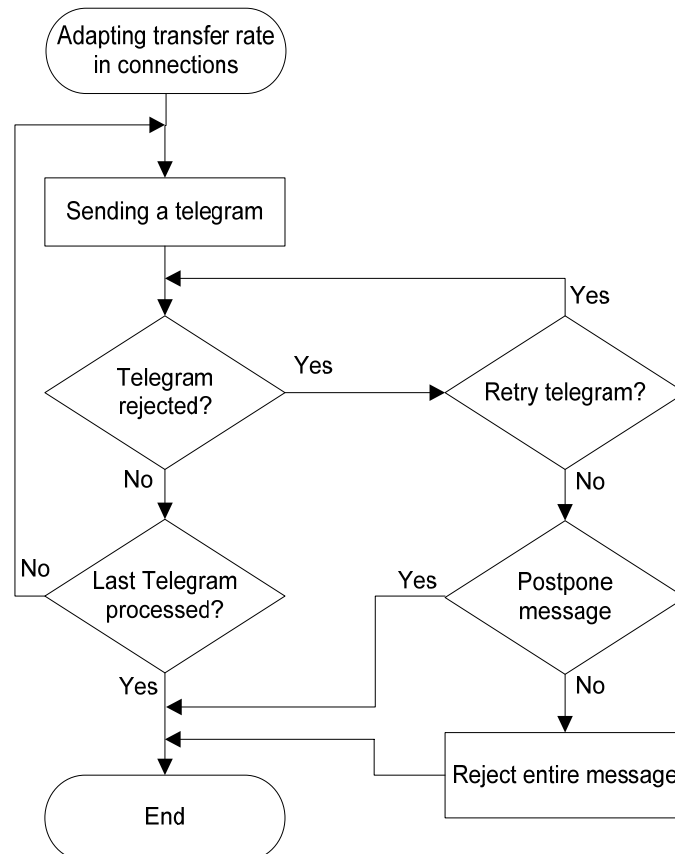 Adapting transfer rate
in connections
Sending a telegram
Yes
Telegram
rejected?
Yes
Retry telegram?
No
No
Last Telegram
processed?
No
Yes
Postpone
message
Yes
No
Reject entire message
End